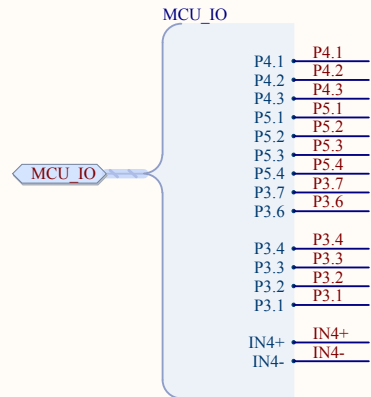 MCU_IO
P4.1 P4.1
P4.2 P4.2
P4.3 P4.3
P5.1 P5.1
P5.2 P5.2
P5.3 P5.3
MCU_IO P5.4 P5.4
P3.7 P3.7
P3.6 P3.6
P3.4 P3.4
P3.3 P3.3
P3.2 P3.2
P3.1 P3.1
IN4+ IN4+
IN4- IN4-